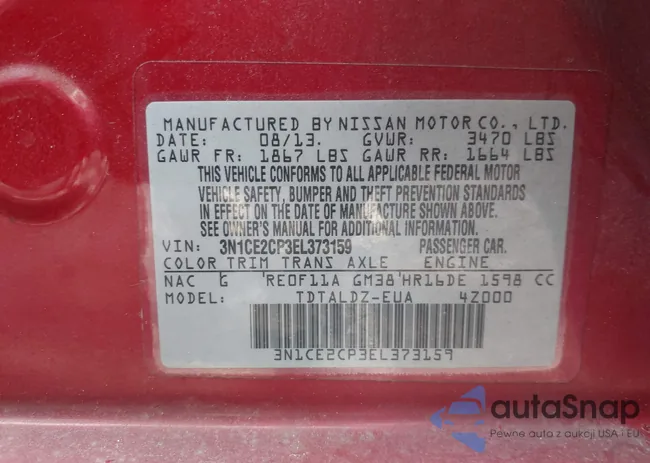 MANUFACTURED BY NISSAN MOTOR CO., LTD.
DATE: 08/13. GVWR: 3470 LBS
GAWR FR: 1867 LBS GAWR RR: 1664 LBS
THIS VEHICLE CONFORMS TO ALL APPLICABLE FEDERAL MOTOR
VEHICLE SAFETY, BUMPER AND THEFT PREVENTION STANDARDS
IN EFFECT ON THE DATE OF MANUFACTURE SHOWN ABOVE.
SEE OWNER'S MANUAL FOR ADDITIONAL INFORMATION.
VIN: 3N1CE2CP3EL373159 PASSENGER CAR.
COLOR TRIM TRANS AXLE ENGINE
NAC G 'RE0F11A GM38'HR16DE 1598 CC
MODEL: TDTALDZ-EUA 4Z000
3N1CE2CP3EL373159
autaSnap
Pewne auta z aukcji USA i EU